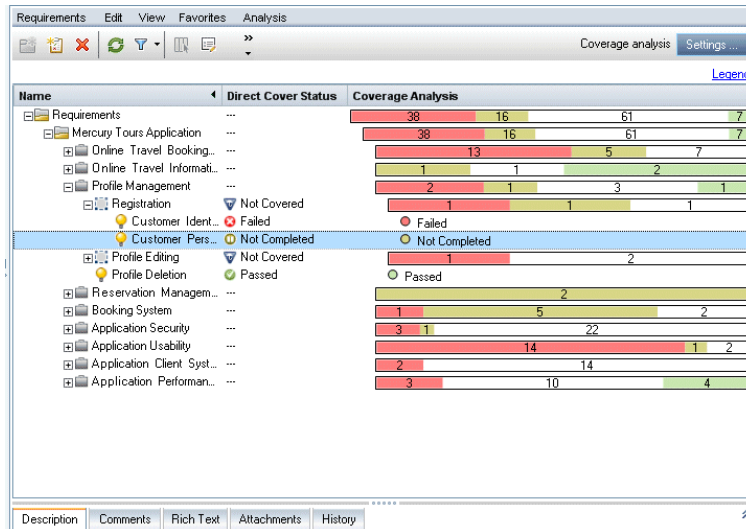 Requirements Edit View Favorites Analysis
» Coverage analysis Settings ...
Legend
Name Direct Cover Status Coverage Analysis
Requirements --- 38 16 61 7
Mercury Tours Application --- 38 16 61 7
Online Travel Booking... --- 13 5 7
Online Travel Informati... --- 1 1 2
Profile Management --- 2 1 3 1
Registration Not Covered 1 1 1
Customer Ident... Failed Failed
Customer Pers... Not Completed Not Completed
Profile Editing Not Covered 1 2
Profile Deletion Passed Passed
Reservation Managem... --- 2
Booking System --- 1 5 2
Application Security --- 3 1 22
Application Usability --- 14 1 2
Application Client Syst... --- 2 14
Application Performan... --- 3 10 4
Description Comments Rich Text Attachments History